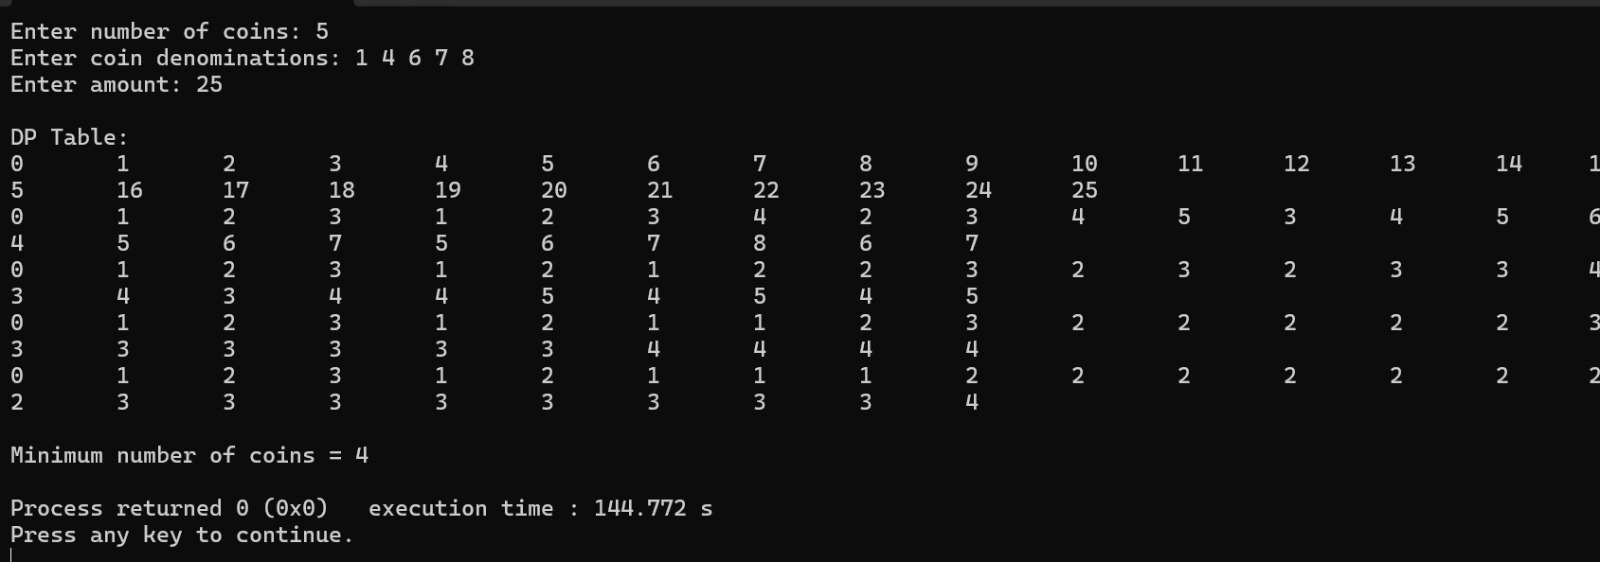 Enter number of coins: 5
Enter coin denominations: 1 4 6 7 8
Enter amount: 25
DP Table:
0 1 2 3 4 5 6 7 8 9 10 11 12 13 14 1
5 16 17 18 19 20 21 22 23 24 25
0 1 2 3 1 2 3 4 2 3 4 5 3 4 5 6
4 5 6 7 5 6 7 8 6 7
0 1 2 3 1 2 1 2 2 3 2 3 2 3 3 4
3 4 3 4 4 5 4 5 4 5
0 1 2 3 1 2 1 1 2 3 2 2 2 2 2 3
3 3 3 3 3 3 4 4 4 4
0 1 2 3 1 2 1 1 1 2 2 2 2 2 2 2
2 3 3 3 3 3 3 3 3 4
Minimum number of coins = 4
Process returned 0 (0x0) execution time : 144.772 s
Press any key to continue.